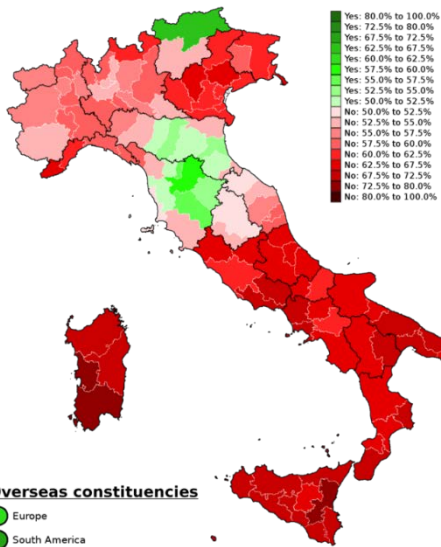 Yes: 80.0% to 100.0%
Yes: 72.5% to 80.0%
Yes: 67.5% to 72.5%
Yes: 62.5% to 67.5%
Yes: 60.0% to 62.5%
Yes: 57.5% to 60.0%
Yes: 55.0% to 57.5%
Yes: 52.5% to 55.0%
Yes: 50.0% to 52.5%
No: 50.0% to 52.5%
No: 52.5% to 55.0%
No: 55.0% to 57.5%
No: 57.5% to 60.0%
No: 60.0% to 62.5%
No: 62.5% to 67.5%
No: 67.5% to 72.5%
No: 72.5% to 80.0%
No: 80.0% to 100.0%
verseas constituencies
Europe
South America